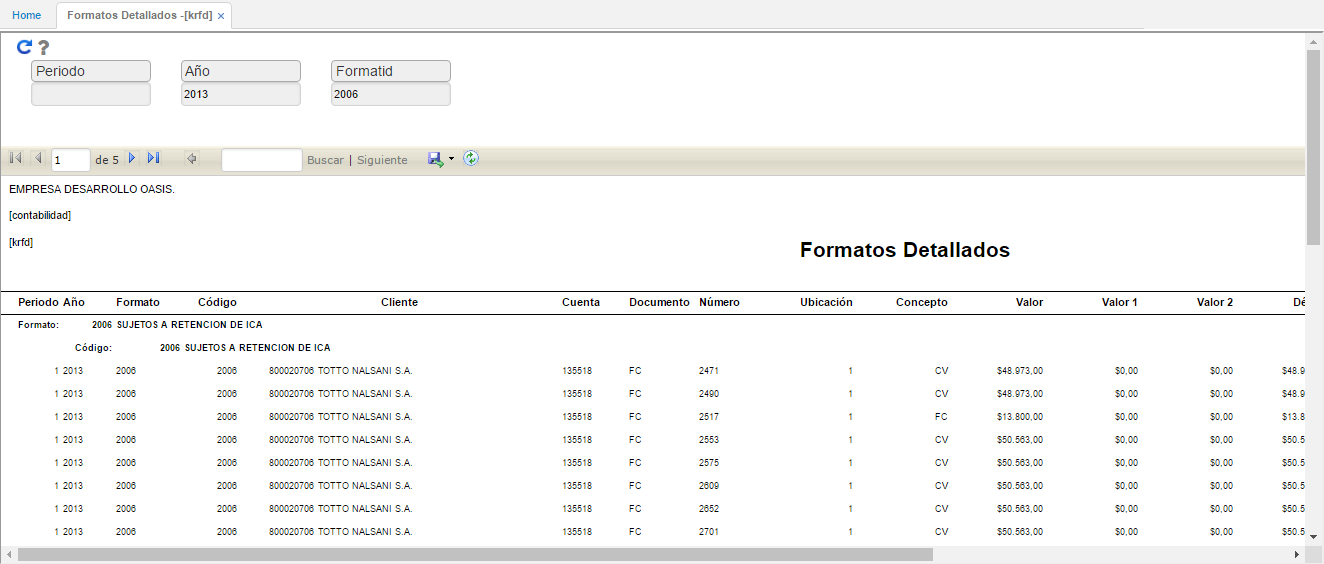 Home Formatos Detallados -[krfd] ×
?
Periodo Año Formatid
2013 2006
1 de 5 Buscar | Siguiente
EMPRESA DESARROLLO OASIS.
[contabilidad]
[krfd]
Formatos Detallados
Periodo Año Formato Código Cliente Cuenta Documento Número Ubicación Concepto Valor Valor 1 Valor 2 Dé
Formato: 2006 SUJETOS A RETENCION DE ICA
Código: 2006 SUJETOS A RETENCION DE ICA
1 2013 2006 2006 800020706 TOTTO NALSANI S.A. 135518 FC 2471 1 CV $48.973,00 $0,00 $0,00 $48.9
1 2013 2006 2006 800020706 TOTTO NALSANI S.A. 135518 FC 2490 1 CV $48.973,00 $0,00 $0,00 $48.9
1 2013 2006 2006 800020706 TOTTO NALSANI S.A. 135518 FC 2517 1 FC $13.800,00 $0,00 $0,00 $13.8
1 2013 2006 2006 800020706 TOTTO NALSANI S.A. 135518 FC 2553 1 CV $50.563,00 $0,00 $0,00 $50.5
1 2013 2006 2006 800020706 TOTTO NALSANI S.A. 135518 FC 2575 1 CV $50.563,00 $0,00 $0,00 $50.5
1 2013 2006 2006 800020706 TOTTO NALSANI S.A. 135518 FC 2609 1 CV $50.563,00 $0,00 $0,00 $50.5
1 2013 2006 2006 800020706 TOTTO NALSANI S.A. 135518 FC 2652 1 CV $50.563,00 $0,00 $0,00 $50.5
1 2013 2006 2006 800020706 TOTTO NALSANI S.A. 135518 FC 2701 1 CV $50.563,00 $0,00 $0,00 $50.5